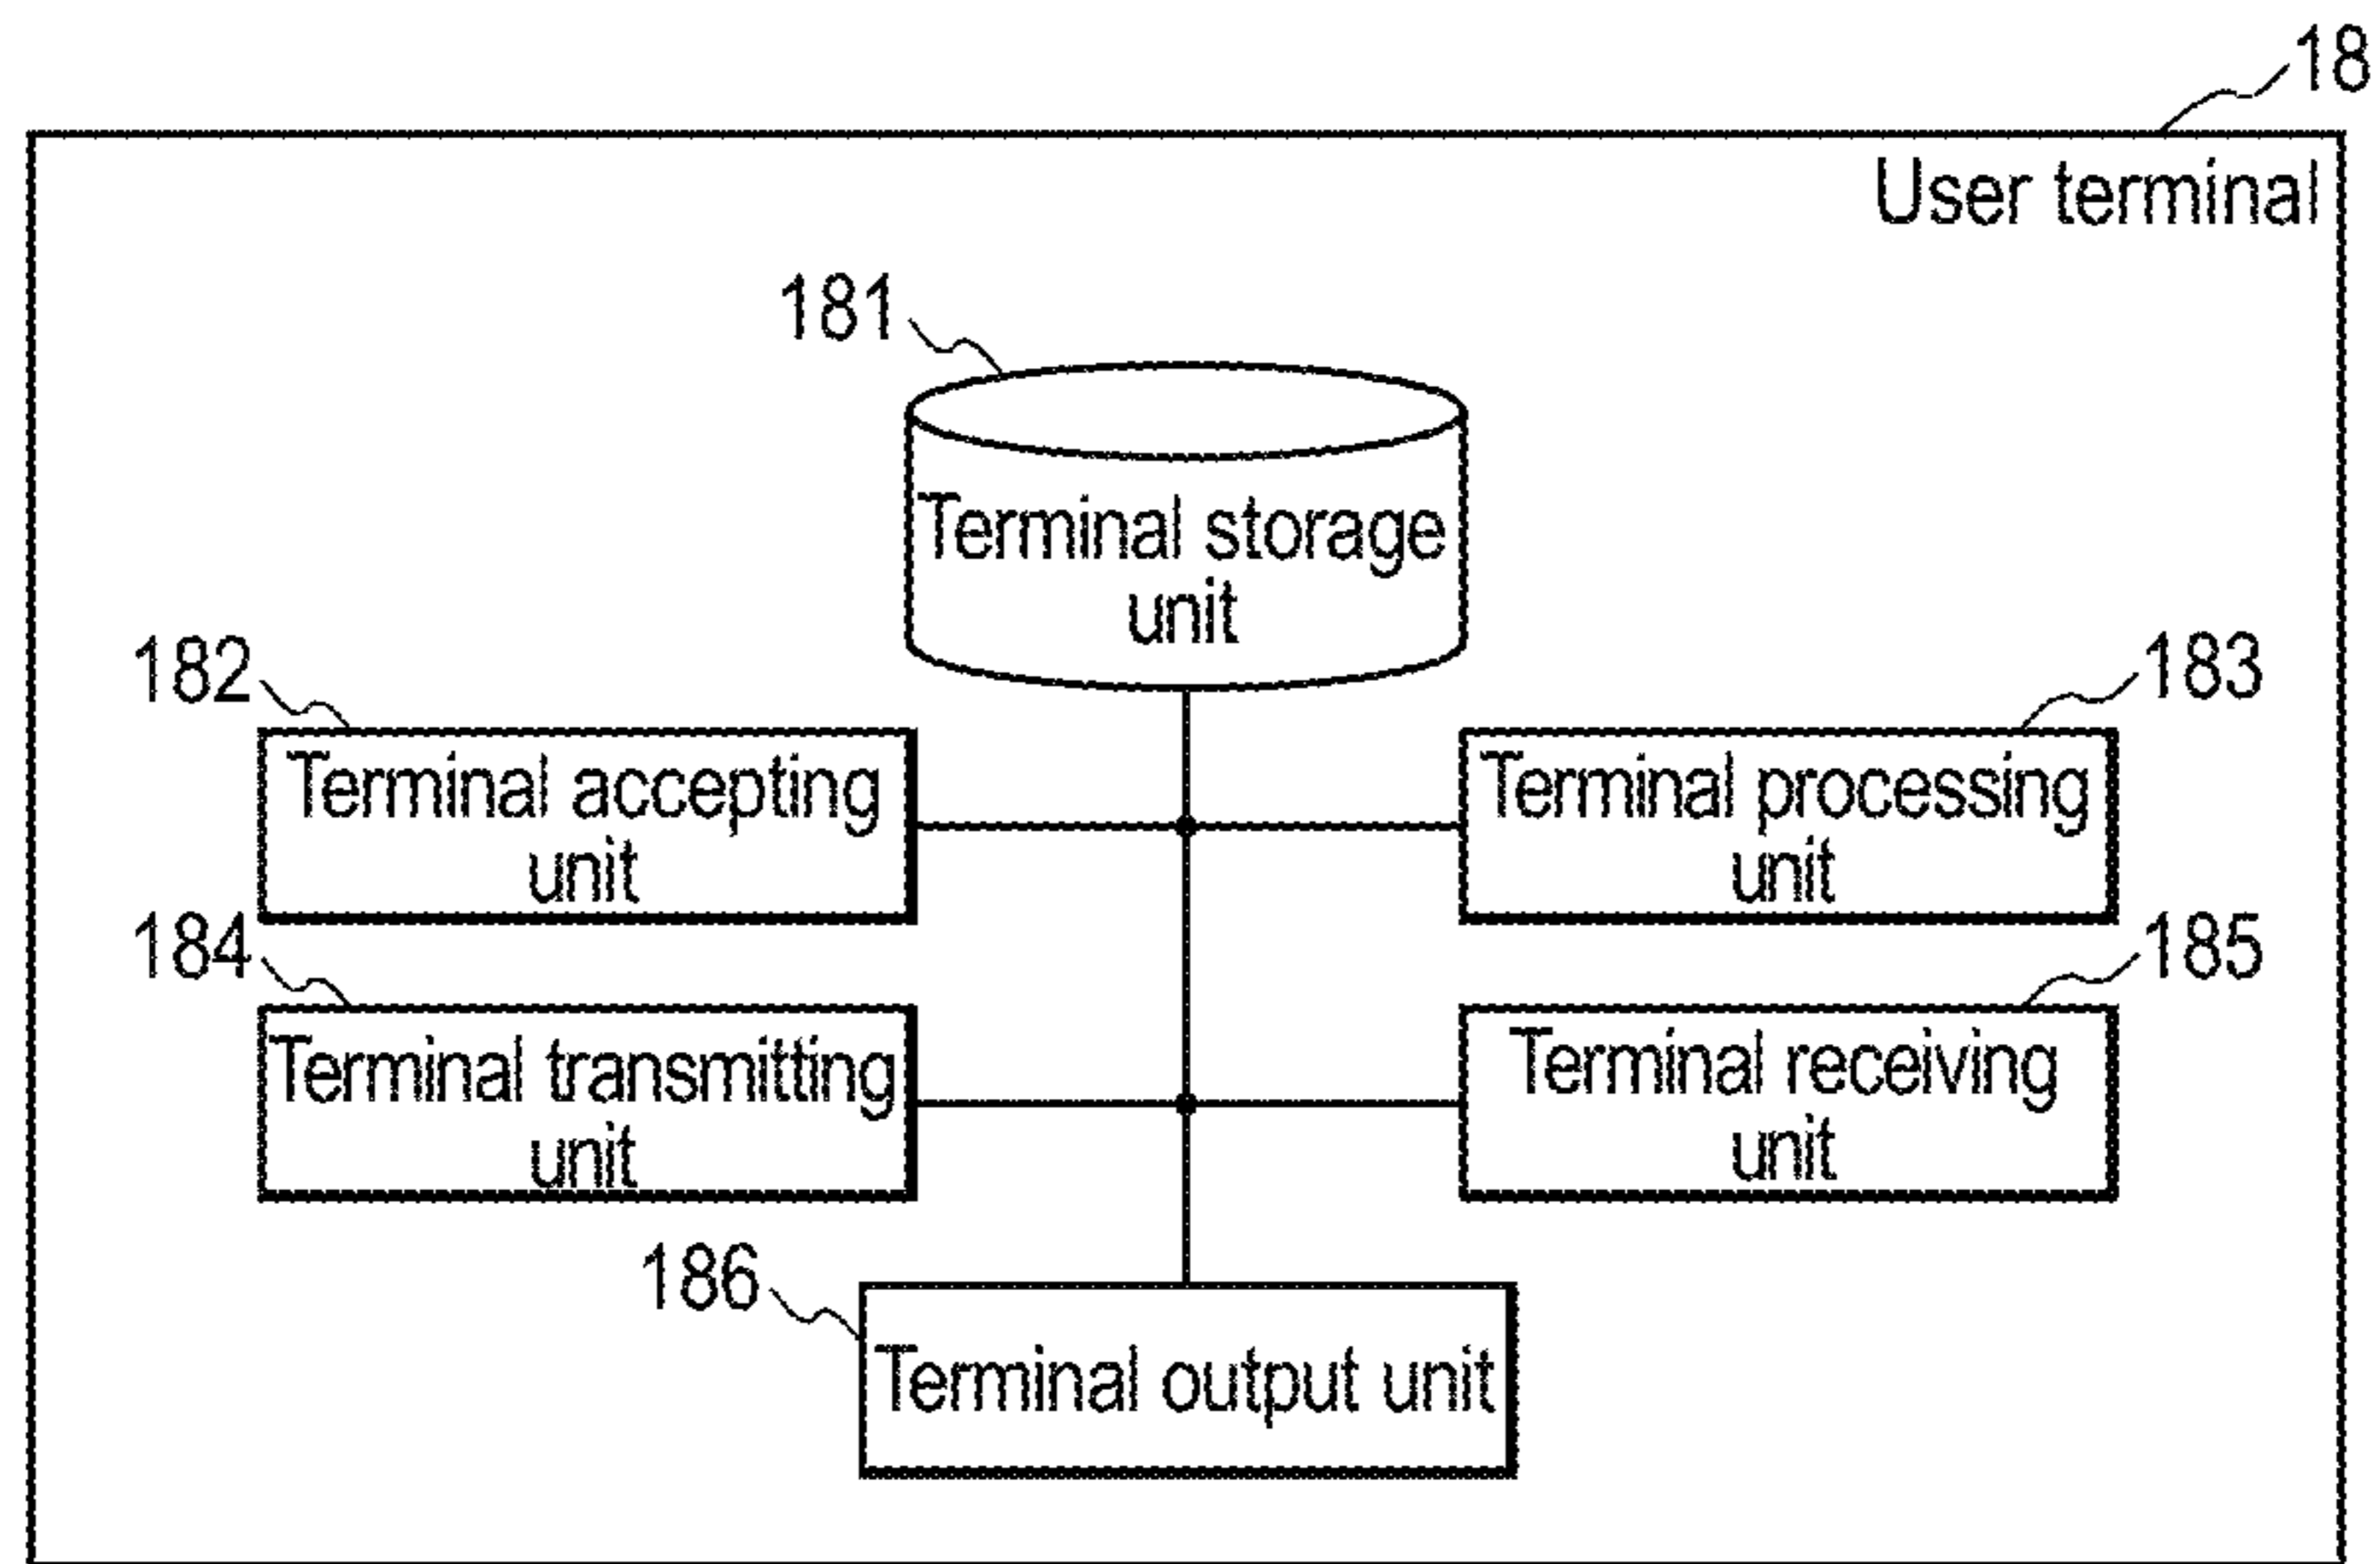 18
User terminal
181
Terminal storage
unit
182
183
Terminal accepting
unit
Terminal processing
unit
184
185
Terminal transmitting
unit
Terminal receiving
unit
186
Terminal output unit